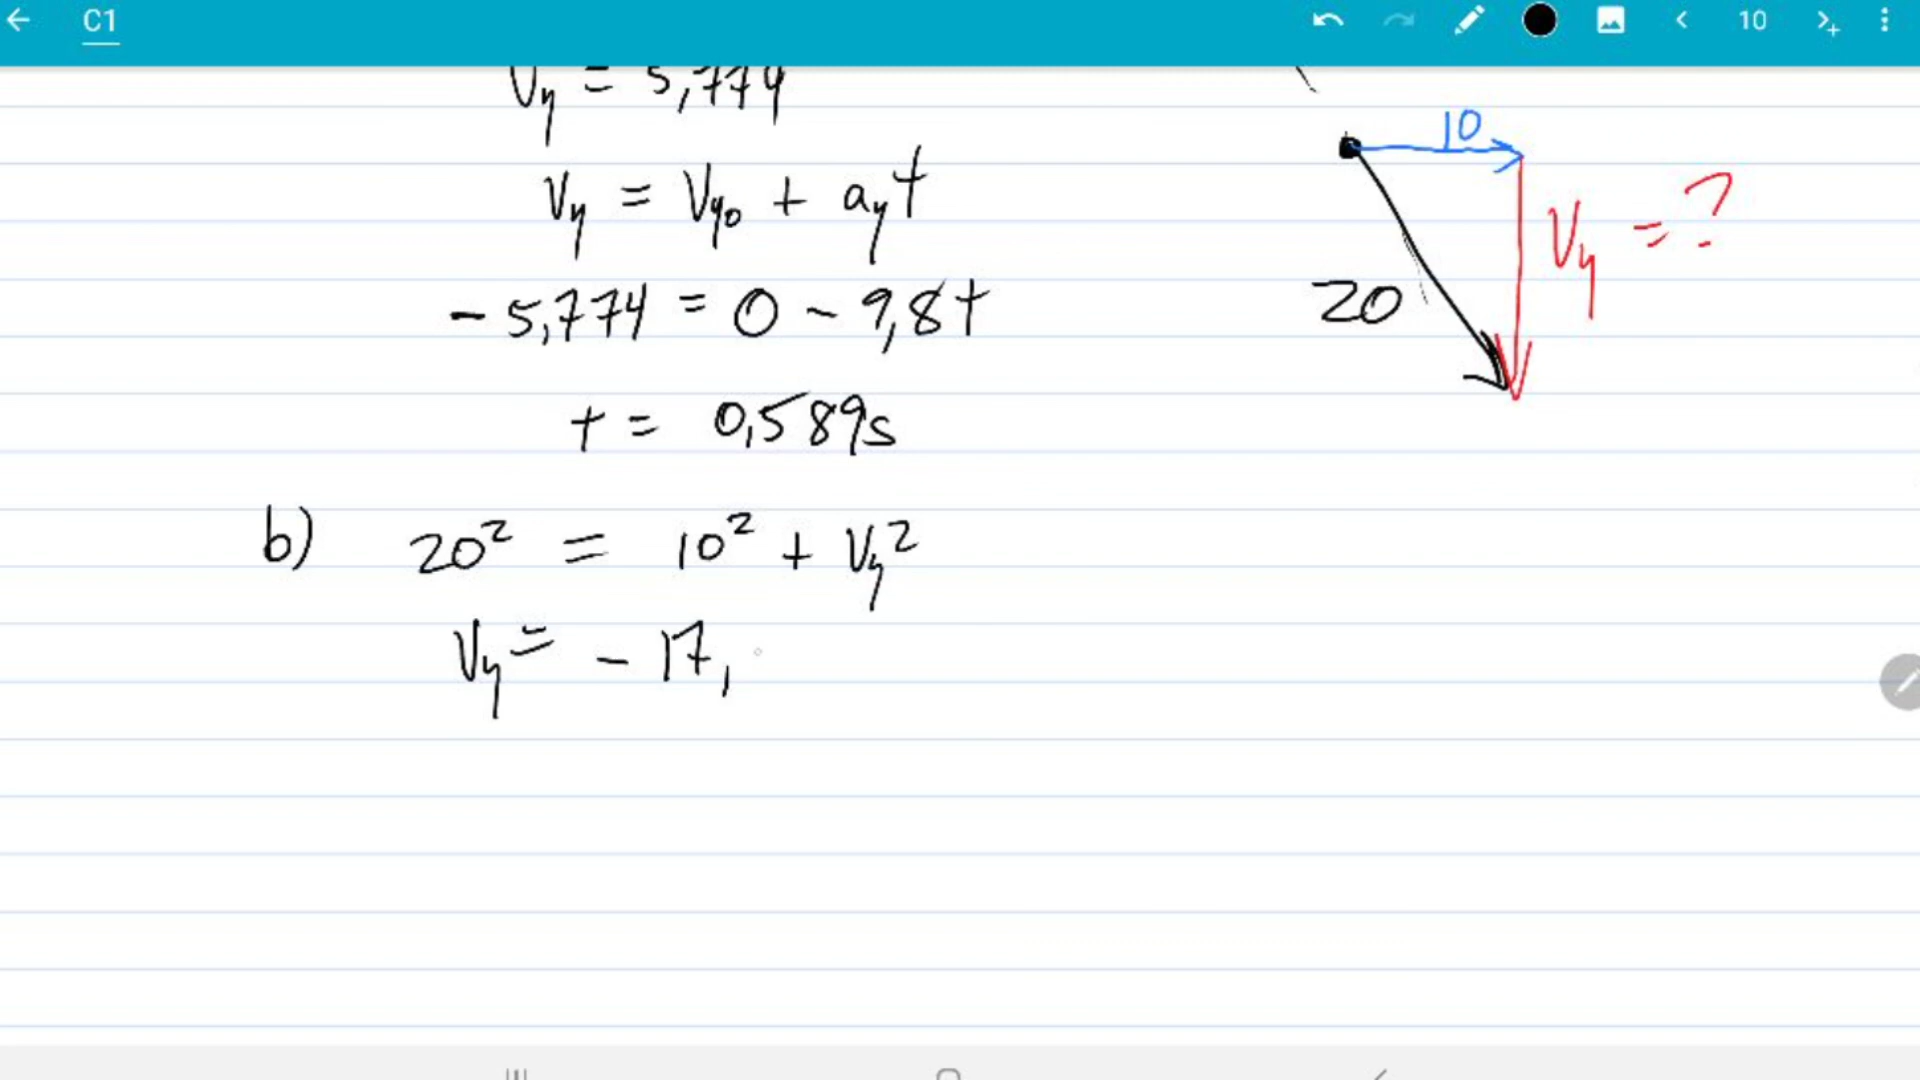 C1
10
Vy = 5,774
10
Vy = Vyo + ayt
Vy = ?
- 5,774 = 0 - 9,8t
20
t = 0,589s
b) 20² = 10² + Vy²
Vy = - 17,